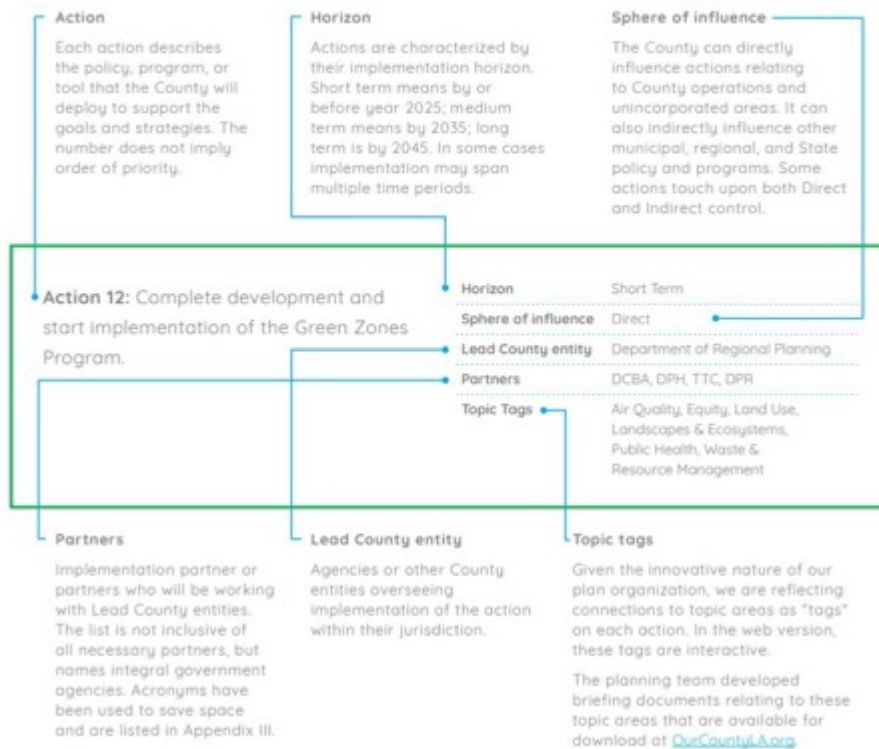 Action
Each action describes
the policy, program, or
tool that the County will
deploy to support the
goals and strategies. The
number does not imply
order of priority.
Horizon
Actions are characterized by
their implementation horizon.
Short term means by or
before year 2025; medium
term means by 2035; long
term is by 2045. In some cases
implementation may span
multiple time periods.
Sphere of influence
The County can directly
influence actions relating
to County operations and
unincorporated areas. It can
also indirectly influence other
municipal, regional, and State
policy and programs. Some
actions touch upon both Direct
and Indirect control.
Action 12: Complete development and
start implementation of the Green Zones
Program.
Horizon Short Term
Sphere of influence Direct
Lead County entity Department of Regional Planning
Partners DCBA, DPH, TTC, DPR
Topic Tags Air Quality, Equity, Land Use,
Landscapes & Ecosystems,
Public Health, Waste &
Resource Management
Partners
Implementation partner or
partners who will be working
with Lead County entities.
The list is not inclusive of
all necessary partners, but
names integral government
agencies. Acronyms have
been used to save space
and are listed in Appendix III.
Lead County entity
Agencies or other County
entities overseeing
implementation of the action
within their jurisdiction.
Topic tags
Given the innovative nature of our
plan organization, we are reflecting
connections to topic areas as "tags"
on each action. In the web version,
these tags are interactive.
The planning team developed
briefing documents relating to these
topic areas that are available for
download at OurCountyLA.org.